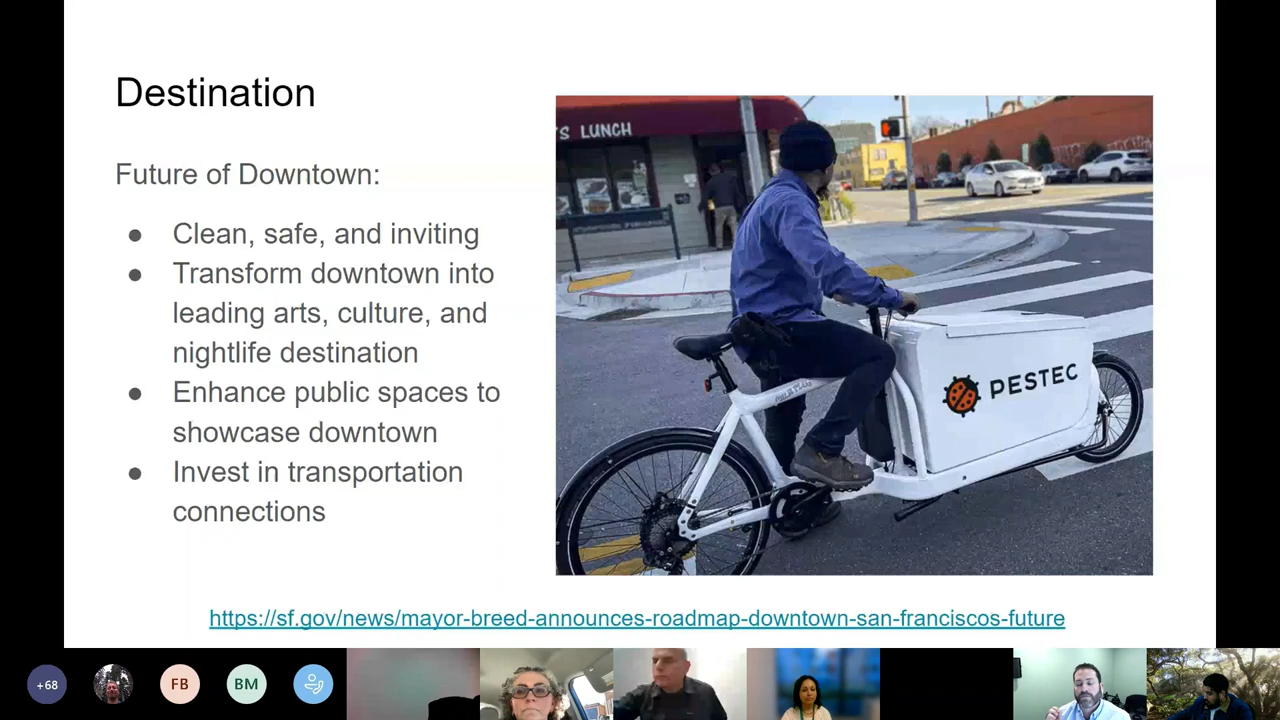 Destination
Future of Downtown:
● Clean, safe, and inviting
● Transform downtown into
leading arts, culture, and
nightlife destination
● Enhance public spaces to
showcase downtown
● Invest in transportation
connections
'S LUNCH
PESTEC
https://sf.gov/news/mayor-breed-announces-roadmap-downtown-san-franciscos-future
+68
FB
BM